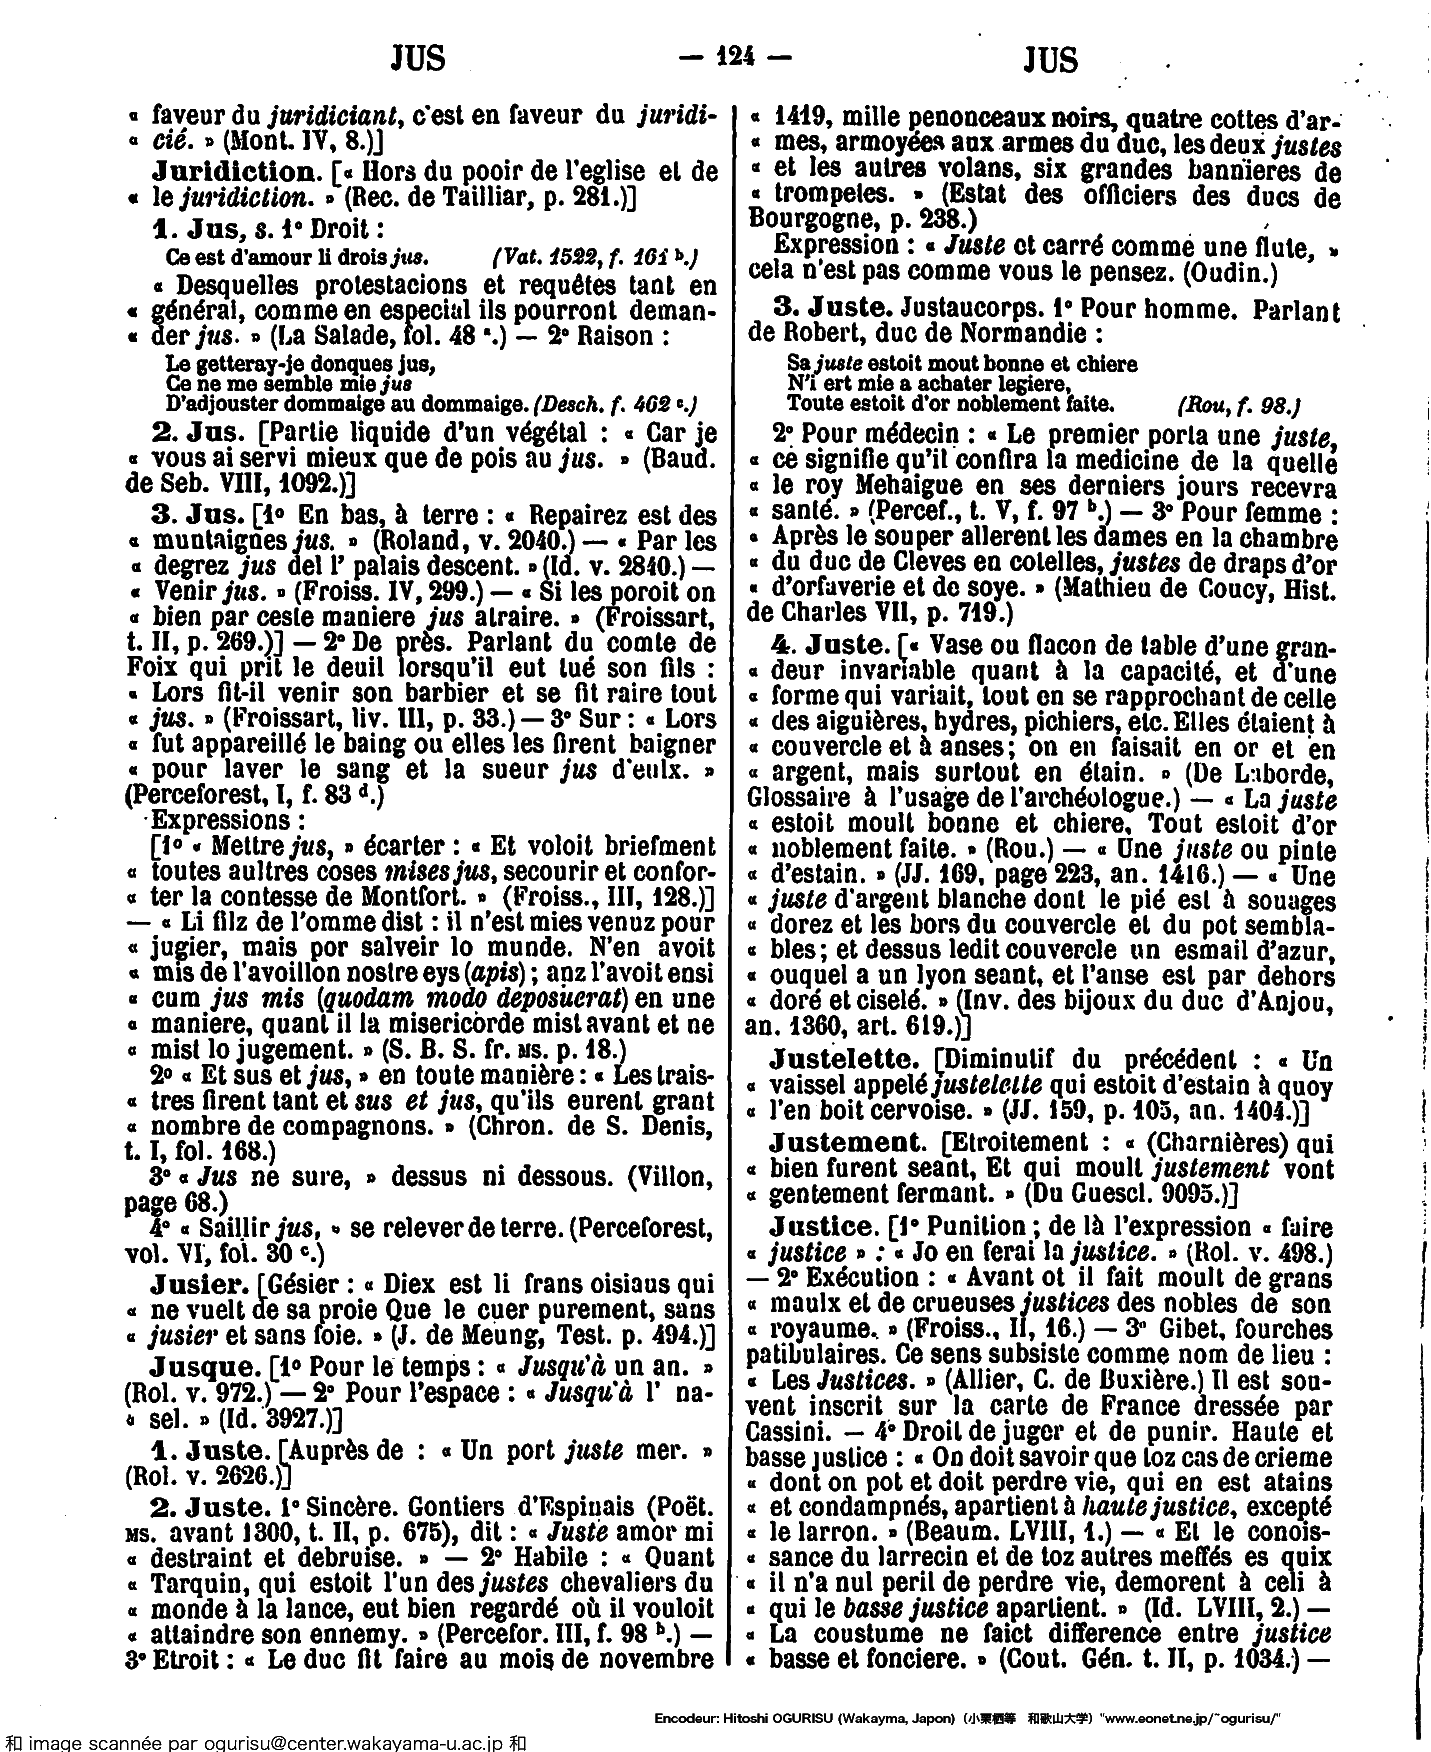 JUS — 124 — JUS
« faveur du juridiciant, c'est en faveur du juridi-
« cié. » (Mont. IV, 8.)]
Juridiction. [« Hors du pooir de l'eglise et de
« le juridiction. » (Rec. de Tailliar, p. 281.)]
1. Jus, s. 1° Droit :
Ce est d'amour li drois jus. (Vat. 1522, f. 161 b.)
« Desquelles protestacions et requêtes tant en
« général, comme en especial ils pourront deman-
« der jus. » (La Salade, fol. 48 a.) — 2° Raison :
Le getteray-je donques jus,
Ce ne me semble mie jus
D'adjouster dommaige au dommaige. (Desch. f. 462 c.)
2. Jus. [Partie liquide d'un végétal : « Car je
« vous ai servi mieux que de pois au jus. » (Baud.
de Seb. VIII, 1092.)]
3. Jus. [1° En bas, à terre : « Repairez est des
« muntaignes jus. » (Roland, v. 2040.) — « Par les
« degrez jus del l' palais descent. » (Id. v. 2840.) —
« Venir jus. » (Froiss. IV, 299.) — « Si les poroit on
« bien par ceste maniere jus atraire. » (Froissart,
t. II, p. 269.)] — 2° De près. Parlant du comte de
Foix qui prit le deuil lorsqu'il eut tué son fils :
« Lors fit-il venir son barbier et se fit raire tout
« jus. » (Froissart, liv. III, p. 33.) — 3° Sur : « Lors
« fut appareillé le baing ou elles les firent baigner
« pour laver le sang et la sueur jus d'eulx. »
(Perceforest, I, f. 83 d.)
Expressions :
[1° « Mettre jus, » écarter : « Et voloit briefment
« toutes aultres coses mises jus, secourir et confor-
« ter la contesse de Montfort. » (Froiss., III, 128.)]
— « Li filz de l'omme dist : il n'est mies venuz pour
« jugier, mais por salveir lo munde. N'en avoit
« mis de l'avoillon nostre eys (apis) ; anz l'avoit ensi
« cum jus mis (quodam modo deposuerat) en une
« maniere, quant il la misericorde mist avant et ne
« mist lo jugement. » (S. B. S. fr. MS. p. 18.)
2° « Et sus et jus, » en toute manière : « Les trais-
« tres firent tant et sus et jus, qu'ils eurent grant
« nombre de compagnons. » (Chron. de S. Denis,
t. I, fol. 168.)
3° « Jus ne sure, » dessus ni dessous. (Villon,
page 68.)
4° « Saillir jus, » se relever de terre. (Perceforest,
vol. VI, fol. 30 c.)
Jusier. [Gésier : « Diex est li frans oisiaus qui
« ne vuelt de sa proie Que le cuer purement, sans
« jusier et sans foie. » (J. de Meung, Test. p. 494.)]
Jusque. [1° Pour le temps : « Jusqu'à un an. »
(Rol. v. 972.) — 2° Pour l'espace : « Jusqu'à l' na-
« sel. » (Id. 3927.)]
1. Juste. [Auprès de : « Un port juste mer. »
(Rol. v. 2626.)]
2. Juste. 1° Sincère. Gontiers d'Espinais (Poët.
MS. avant 1300, t. II, p. 675), dit : « Juste amor mi
« destraint et debruise. » — 2° Habile : « Quant
« Tarquin, qui estoit l'un des justes chevaliers du
« monde à la lance, eut bien regardé où il vouloit
« attaindre son ennemy. » (Percefor. III, f. 98 b.) —
3° Etroit : « Le duc fit faire au mois de novembre
« 1419, mille penonceaux noirs, quatre cottes d'ar-
« mes, armoyées aux armes du duc, les deux justes
« et les autres volans, six grandes bannieres de
« trompetes. » (Estat des officiers des ducs de
Bourgogne, p. 238.)
Expression : « Juste et carré comme une flute, »
cela n'est pas comme vous le pensez. (Oudin.)
3. Juste. Justaucorps. 1° Pour homme. Parlant
de Robert, duc de Normandie :
Sa juste estoit mout bonne et chiere
N'i ert mie a achater legiere,
Toute estoit d'or noblement faite. (Rou, f. 98.)
2° Pour médecin : « Le premier porta une juste,
« ce signifie qu'il confira la medicine de la quelle
« le roy Mehaigue en ses derniers jours recevra
« santé. » (Percef., t. V, f. 97 b.) — 3° Pour femme :
« Après le souper allerent les dames en la chambre
« du duc de Cleves en cotelles, justes de draps d'or
« d'orfaverie et de soye. » (Mathieu de Coucy, Hist.
de Charles VII, p. 719.)
4. Juste. [« Vase ou flacon de table d'une gran-
« deur invariable quant à la capacité, et d'une
« forme qui variait, tout en se rapprochant de celle
« des aiguières, hydres, pichiers, etc. Elles étaient à
« couvercle et à anses ; on en faisait en or et en
« argent, mais surtout en étain. » (De Laborde,
Glossaire à l'usage de l'archéologue.) — « La juste
« estoit moult bonne et chiere, Tout estoit d'or
« noblement faite. » (Rou.) — « Une juste ou pinte
« d'estain. » (JJ. 169, page 223, an. 1416.) — « Une
« juste d'argent blanche dont le pié est à souages
« dorez et les bors du couvercle et du pot sembla-
« bles ; et dessus ledit couvercle un esmail d'azur,
« ouquel a un lyon seant, et l'anse est par dehors
« doré et ciselé. » (Inv. des bijoux du duc d'Anjou,
an. 1360, art. 619.)]
Justelette. [Diminutif du précédent : « Un
« vaissel appelé justelette qui estoit d'estain à quoy
« l'en boit cervoise. » (JJ. 159, p. 105, an. 1404.)]
Justement. [Etroitement : « (Charnières) qui
« bien furent seant, Et qui moult justement vont
« gentement fermant. » (Du Guescl. 9095.)]
Justice. [1° Punition ; de là l'expression « faire
« justice » : « Jo en ferai la justice. » (Rol. v. 498.)
— 2° Exécution : « Avant ot il fait moult de grans
« maulx et de crueuses justices des nobles de son
« royaume. » (Froiss., II, 16.) — 3° Gibet, fourches
patibulaires. Ce sens subsiste comme nom de lieu :
« Les Justices. » (Allier, C. de Buxière.) Il est sou-
vent inscrit sur la carte de France dressée par
Cassini. — 4° Droit de juger et de punir. Haute et
basse justice : « On doit savoir que toz cas de crieme
« dont on pot et doit perdre vie, qui en est atains
« et condampnés, apartient à haute justice, excepté
« le larron. » (Beaum. LVIII, 1.) — « Et le conois-
« sance du larrecin et de toz autres meffés es quix
« il n'a nul peril de perdre vie, demorent à celi à
« qui le basse justice apartient. » (Id. LVIII, 2.) —
« La coustume ne faict difference entre justice
« basse et fonciere. » (Cout. Gén. t. II, p. 1034.) —
Encodeur: Hitoshi OGURISU (Wakayma, Japon) (小栗栖等 和歌山大学) "www.eonet.ne.jp/~ogurisu/"
和 image scannée par ogurisu@center.wakayama-u.ac.jp 和